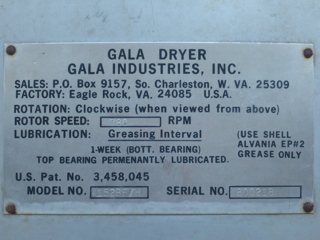 GALA DRYER
GALA INDUSTRIES, INC.
SALES: P.O. Box 9157, So. Charleston, W. VA. 25309
FACTORY: Eagle Rock, VA. 24085 U.S.A.
ROTATION: Clockwise (when viewed from above)
ROTOR SPEED: RPM
LUBRICATION: Greasing Interval
1-WEEK (BOTT. BEARING)
TOP BEARING PERMENANTLY LUBRICATED.
(USE SHELL
ALVANIA EP#2
GREASE ONLY
U.S. Pat. No. 3,458,045
MODEL NO. SERIAL NO.